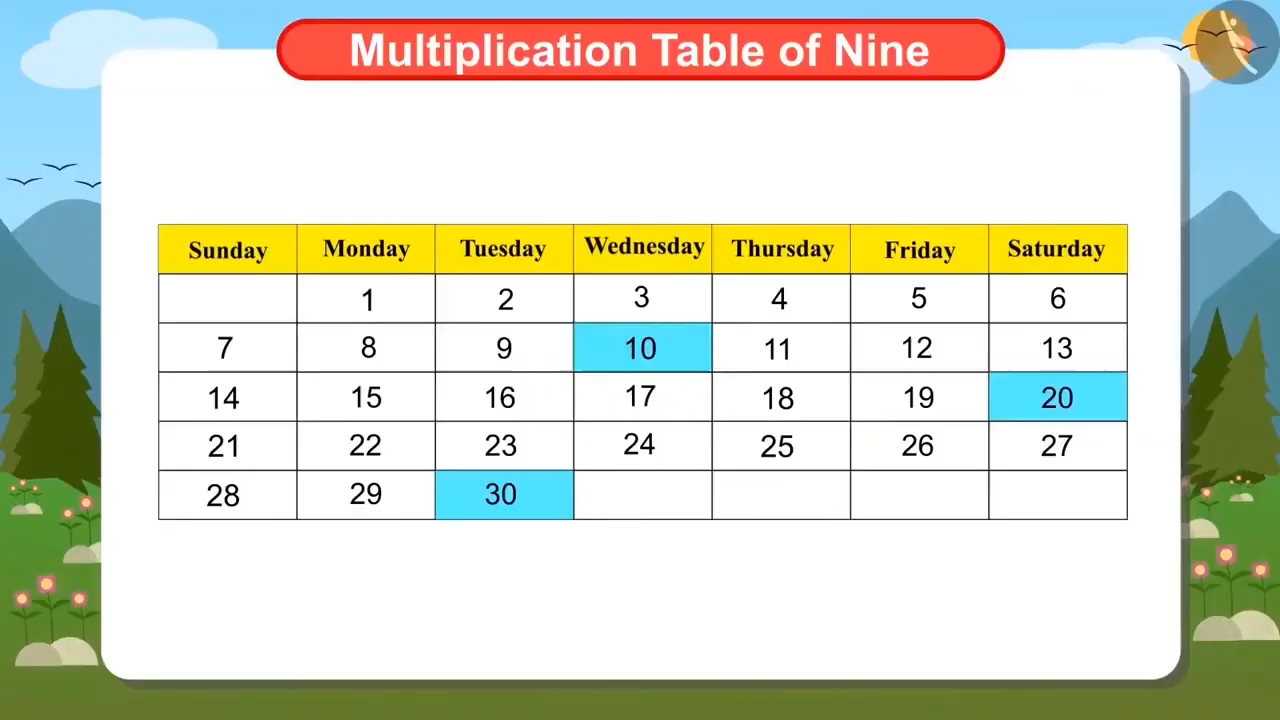 Multiplication Table of Nine
Sunday Monday Tuesday Wednesday Thursday Friday Saturday
1 2 3 4 5 6
7 8 9 10 11 12 13
14 15 16 17 18 19 20
21 22 23 24 25 26 27
28 29 30